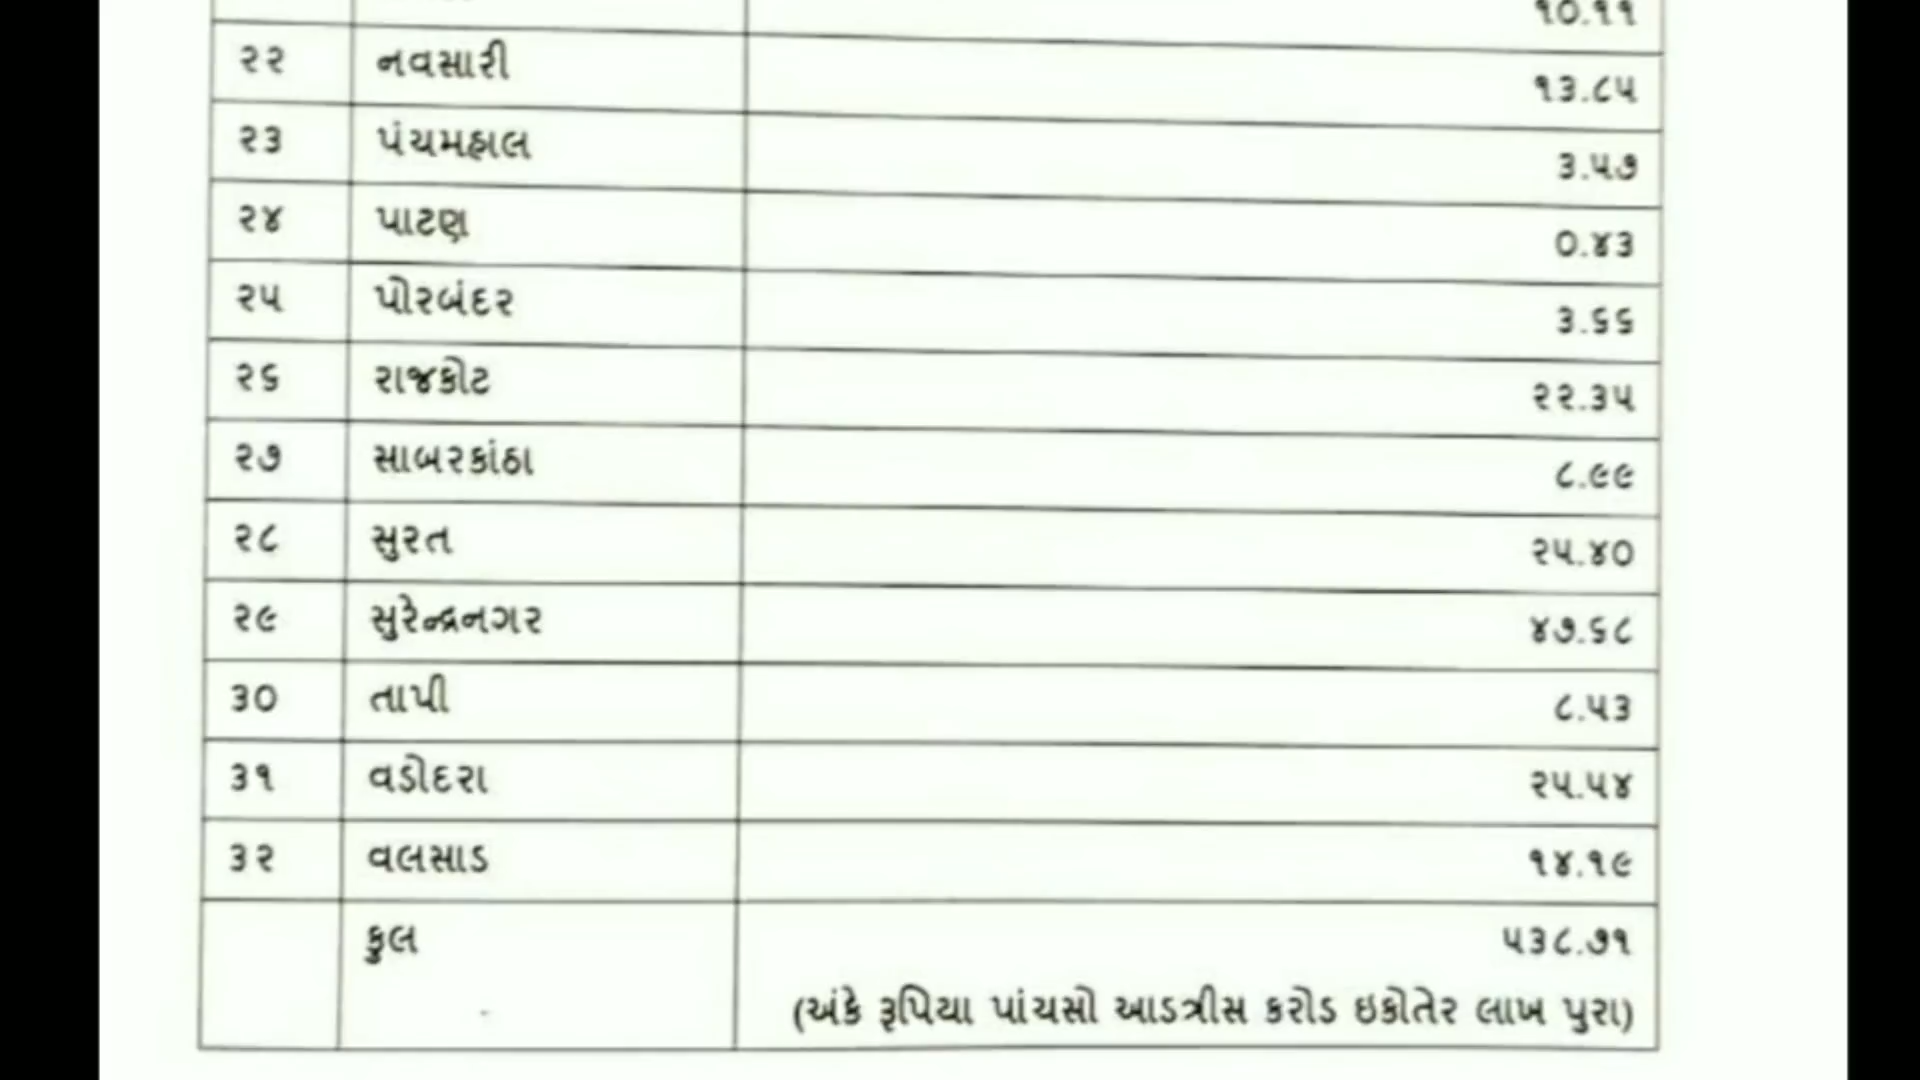 ૧૦.૧૧
૨૨ નવસારી ૧૩.૮૫
૨૩ પંચમહાલ ૩.૫૭
૨૪ પાટણ ૦.૪૩
૨૫ પોરબંદર ૩.૬૬
૨૬ રાજકોટ ૨૨.૩૫
૨૭ સાબરકાંઠા ૮.૯૯
૨૮ સુરત ૨૫.૪૦
૨૯ સુરેન્દ્રનગર ૪૭.૬૮
૩૦ તાપી ૮.૫૩
૩૧ વડોદરા ૨૫.૫૪
૩૨ વલસાડ ૧૪.૧૯
કુલ ૫૩૮.૭૧
(અંકે રૂપિયા પાંચસો આડત્રીસ કરોડ ઇકોતેર લાખ પુરા)